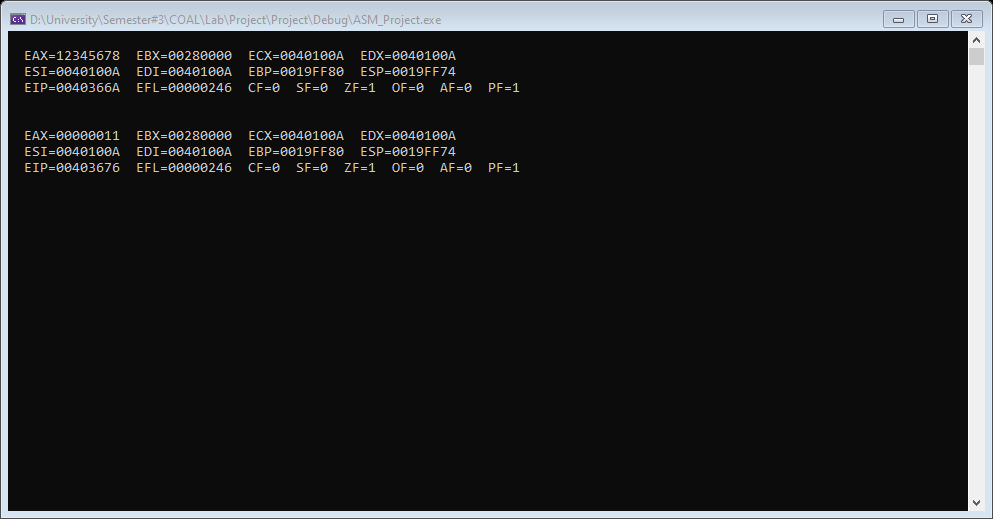 D:\University\Semester#3\COAL\Lab\Project\Project\Debug\ASM_Project.exe
EAX=12345678  EBX=00280000  ECX=0040100A  EDX=0040100A
ESI=0040100A  EDI=0040100A  EBP=0019FF80  ESP=0019FF74
EIP=0040366A  EFL=00000246  CF=0  SF=0  ZF=1  OF=0  AF=0  PF=1
EAX=00000011  EBX=00280000  ECX=0040100A  EDX=0040100A
ESI=0040100A  EDI=0040100A  EBP=0019FF80  ESP=0019FF74
EIP=00403676  EFL=00000246  CF=0  SF=0  ZF=1  OF=0  AF=0  PF=1